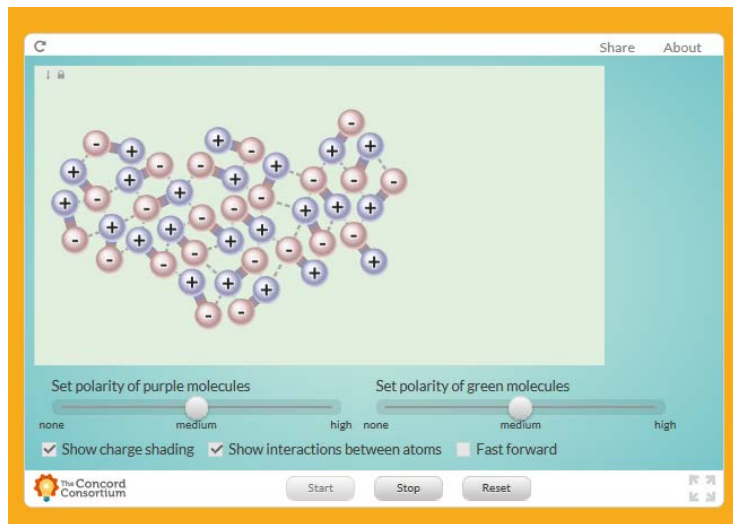 Share About
Set polarity of purple molecules Set polarity of green molecules
none medium high none medium high
Show charge shading Show interactions between atoms Fast forward
The Concord
Consortium
Start Stop Reset